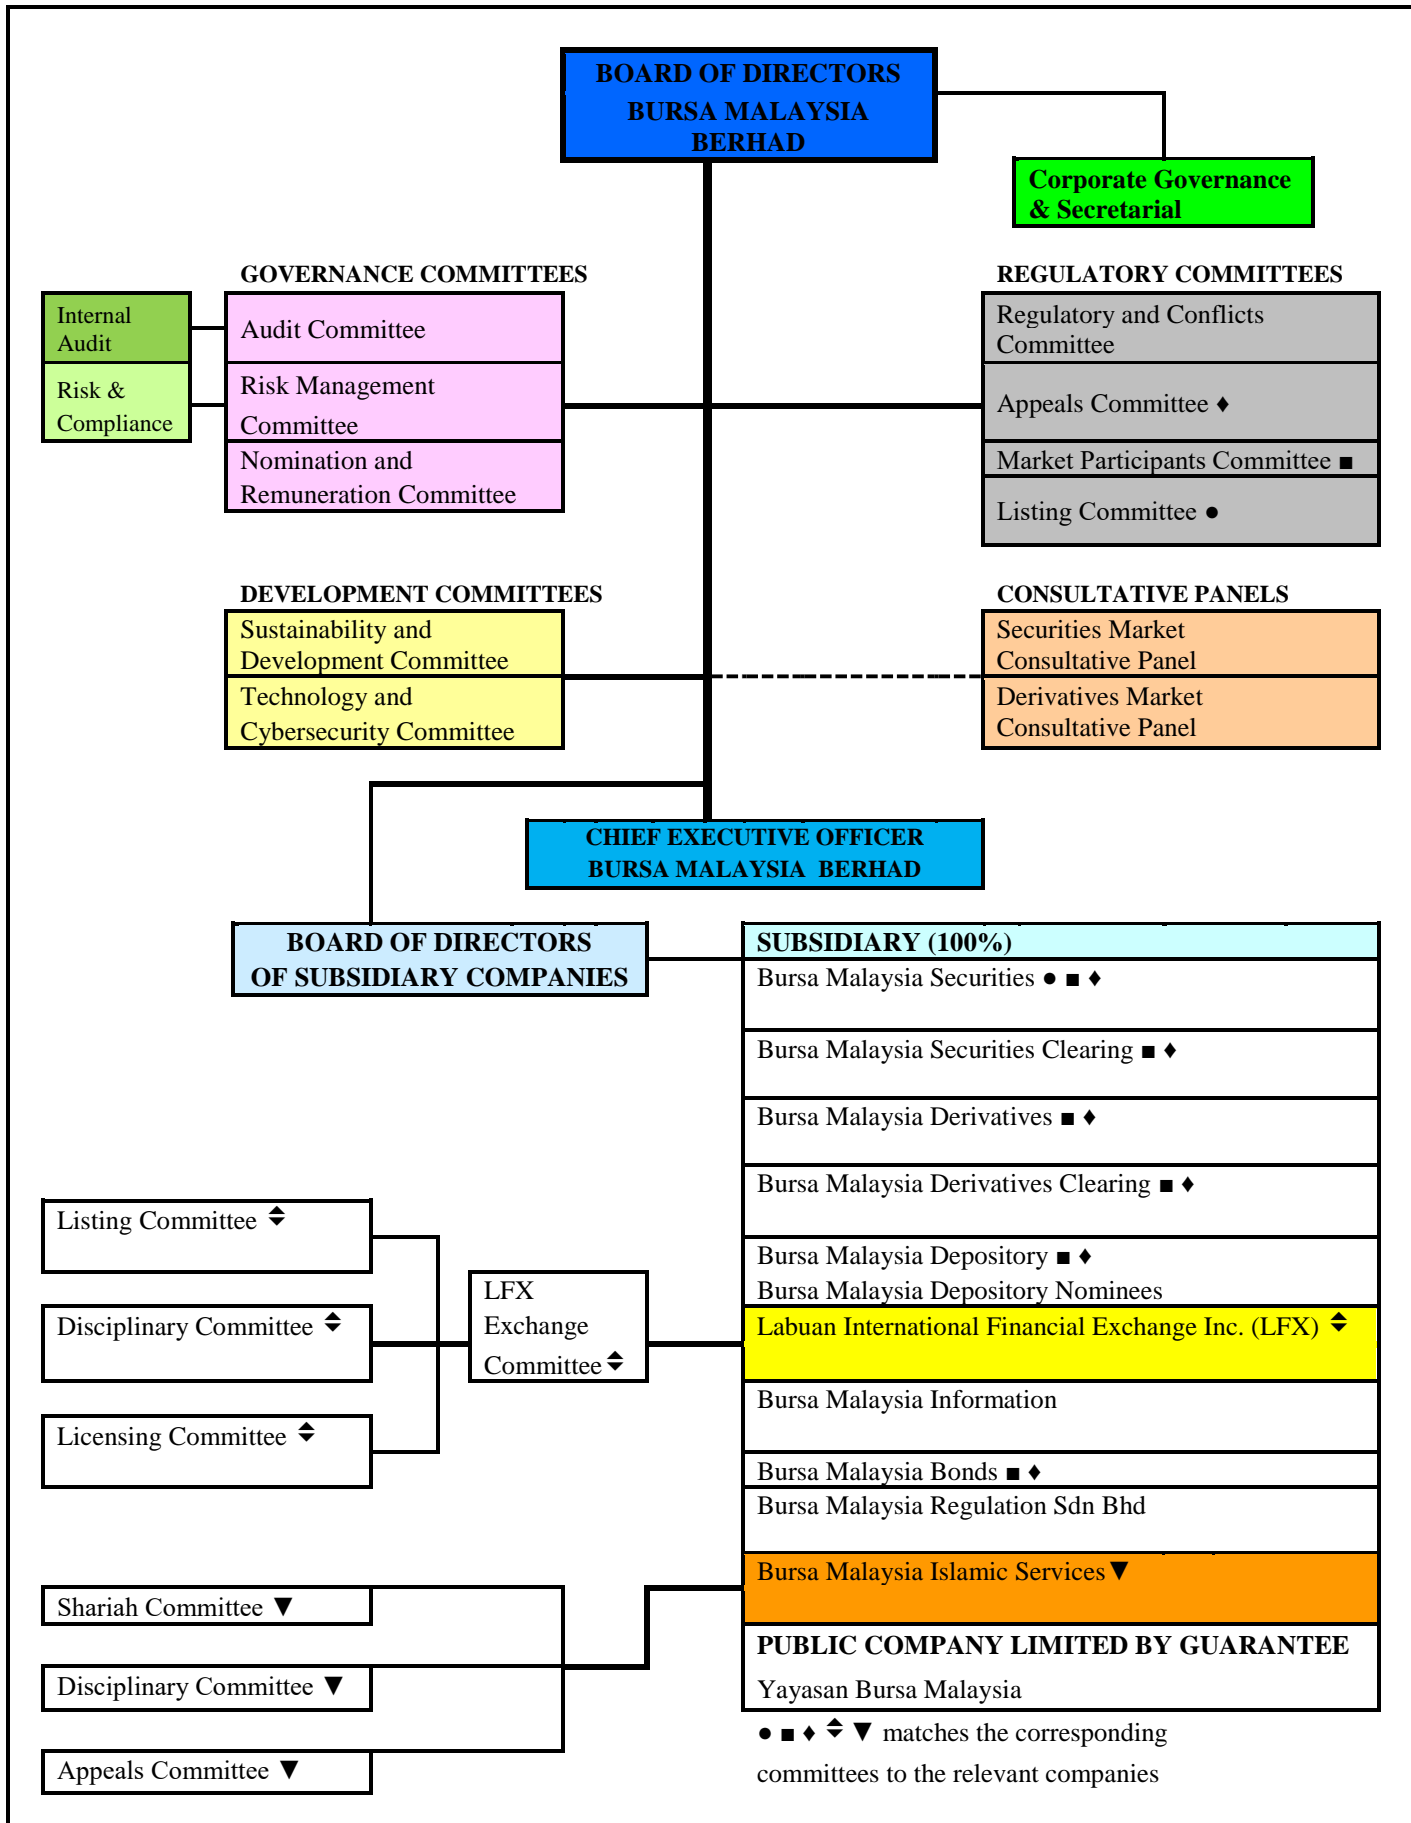 BOARD OF DIRECTORS
BURSA MALAYSIA
BERHAD
Corporate Governance
& Secretarial
GOVERNANCE COMMITTEES
Internal
Audit
Risk &
Compliance
Audit Committee
Risk Management
Committee
Nomination and
Remuneration Committee
REGULATORY COMMITTEES
Regulatory and Conflicts
Committee
Appeals Committee ♦
Market Participants Committee ■
Listing Committee ●
DEVELOPMENT COMMITTEES
Sustainability and
Development Committee
Technology and
Cybersecurity Committee
CONSULTATIVE PANELS
Securities Market
Consultative Panel
Derivatives Market
Consultative Panel
CHIEF EXECUTIVE OFFICER
BURSA MALAYSIA  BERHAD
BOARD OF DIRECTORS
OF SUBSIDIARY COMPANIES
SUBSIDIARY (100%)
Bursa Malaysia Securities ● ■ ♦
Bursa Malaysia Securities Clearing ■ ♦
Bursa Malaysia Derivatives ■ ♦
Bursa Malaysia Derivatives Clearing ■ ♦
Bursa Malaysia Depository ■ ♦
Bursa Malaysia Depository Nominees
Labuan International Financial Exchange Inc. (LFX) ⬘
Bursa Malaysia Information
Bursa Malaysia Bonds ■ ♦
Bursa Malaysia Regulation Sdn Bhd
Bursa Malaysia Islamic Services ▼
PUBLIC COMPANY LIMITED BY GUARANTEE
Yayasan Bursa Malaysia
Listing Committee ⬘
Disciplinary Committee ⬘
Licensing Committee ⬘
LFX
Exchange
Committee ⬘
Shariah Committee ▼
Disciplinary Committee ▼
Appeals Committee ▼
● ■ ♦ ⬘ ▼ matches the corresponding
committees to the relevant companies